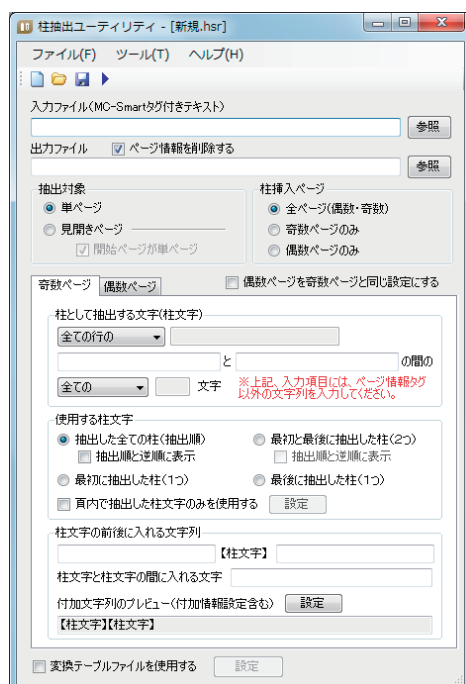 柱抽出ユーティリティ - [新規.hsr]
ファイル(F) ツール(T) ヘルプ(H)
入力ファイル(MC-Smartタグ付きテキスト)
参照
出力ファイル ページ情報を削除する
参照
抽出対象 柱挿入ページ
単ページ 全ページ(偶数・奇数)
見開きページ 奇数ページのみ
開始ページが単ページ 偶数ページのみ
奇数ページ 偶数ページ 偶数ページを奇数ページと同じ設定にする
柱として抽出する文字(柱文字)
全ての行の
と の間の
全ての 文字 ※上記、入力項目には、ページ情報タグ
以外の文字列を入力してください。
使用する柱文字
抽出した全ての柱(抽出順) 最初と最後に抽出した柱(2つ)
抽出順と逆順に表示 抽出順と逆順に表示
最初に抽出した柱(1つ) 最後に抽出した柱(1つ)
頁内で抽出した柱文字のみを使用する 設定
柱文字の前後に入れる文字列
【柱文字】
柱文字と柱文字の間に入れる文字
付加文字列のプレビュー(付加情報設定含む) 設定
【柱文字】【柱文字】
変換テーブルファイルを使用する 設定